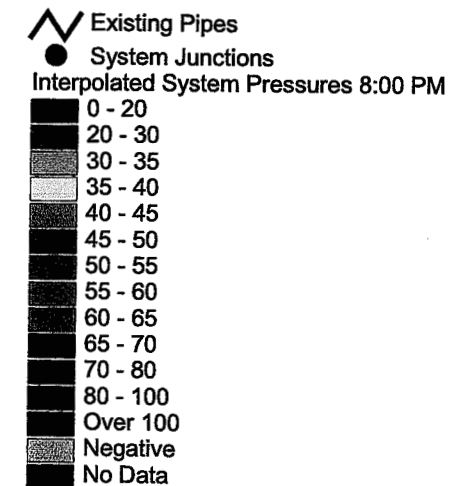 Existing Pipes
System Junctions
Interpolated System Pressures 8:00 PM
0 - 20
20 - 30
30 - 35
35 - 40
40 - 45
45 - 50
50 - 55
55 - 60
60 - 65
65 - 70
70 - 80
80 - 100
Over 100
Negative
No Data